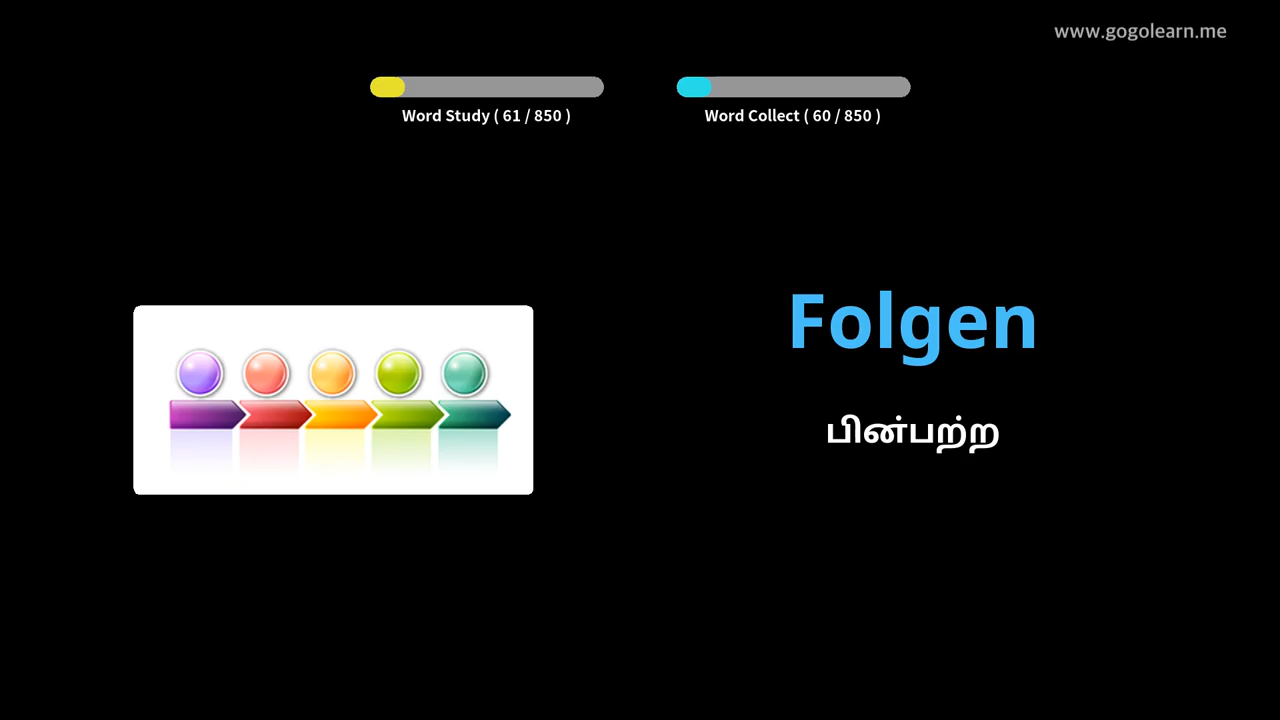 www.gogolearn.me
Word Study ( 61 / 850 )
Word Collect ( 60 / 850 )
Folgen
பின்பற்ற